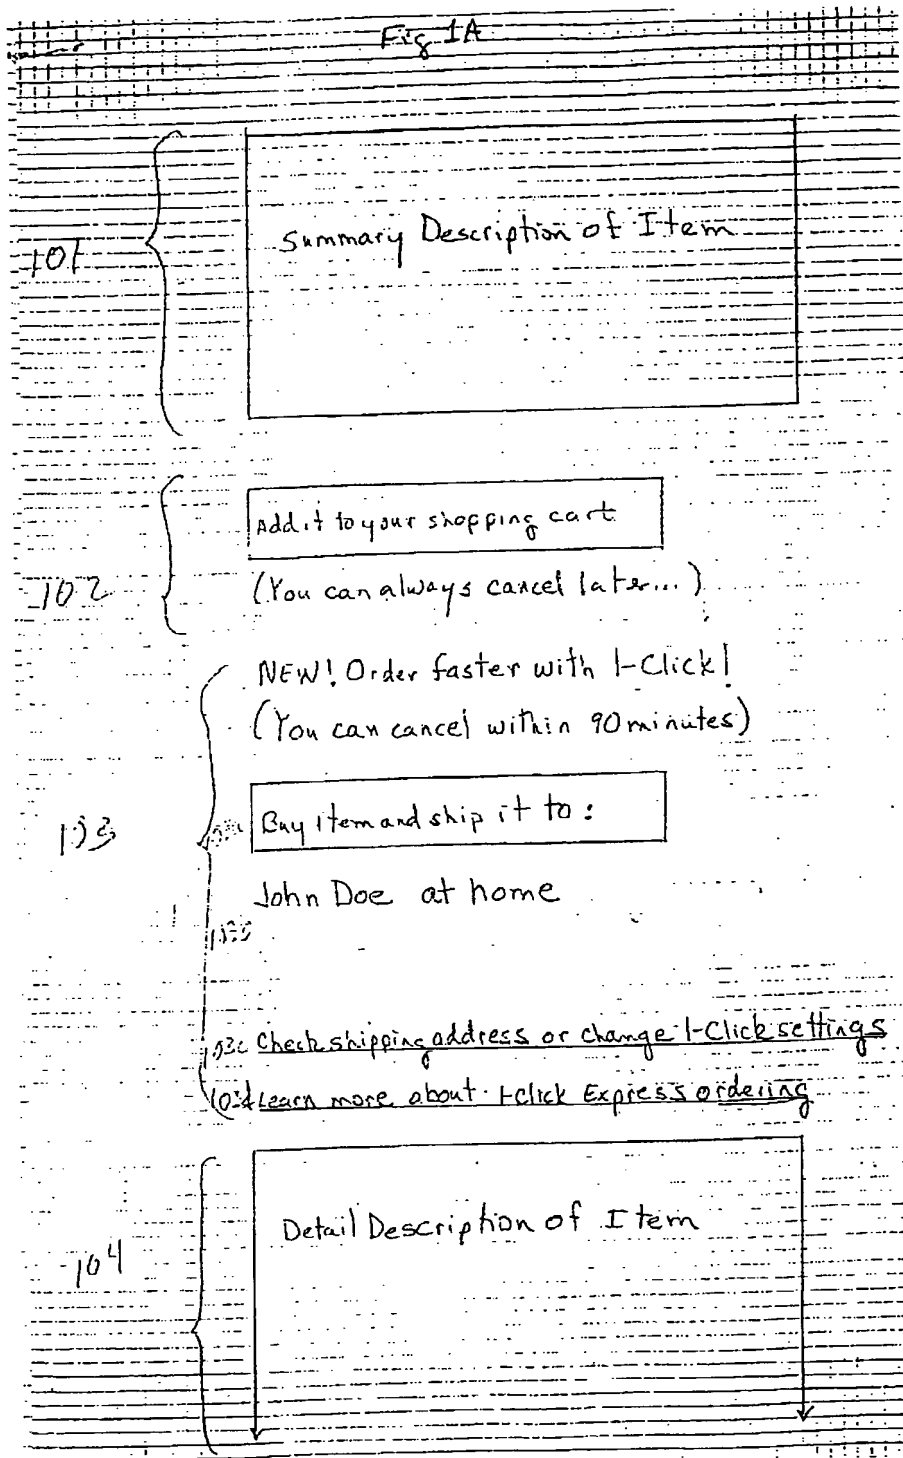 Fig 1A
101
Summary Description of Item
102
Add it to your shopping cart
(You can always cancel later...)
NEW! Order faster with 1-Click!
(You can cancel within 90 minutes)
103
Buy item and ship it to:
John Doe at home
103c Check shipping address or change 1-Click settings
103d Learn more about 1-Click Express ordering
104
Detail Description of Item